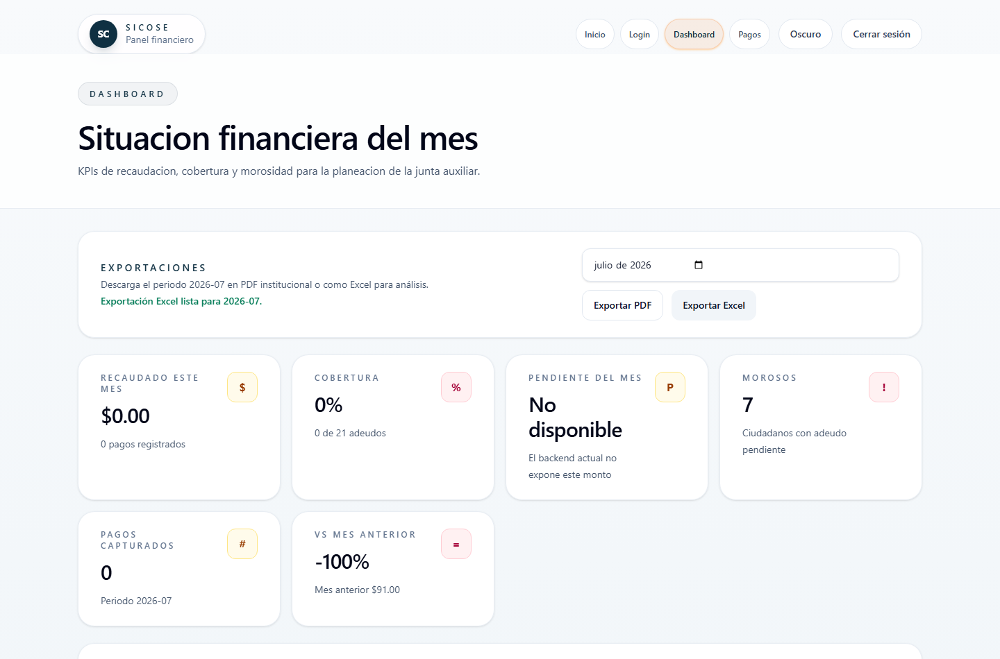 SC
SICOSE
Panel financiero
Inicio
Login
Dashboard
Pagos
Oscuro
Cerrar sesión
DASHBOARD
Situacion financiera del mes
KPIs de recaudacion, cobertura y morosidad para la planeacion de la junta auxiliar.
EXPORTACIONES
Descarga el periodo 2026-07 en PDF institucional o como Excel para análisis.
Exportación Excel lista para 2026-07.
julio de 2026
Exportar PDF
Exportar Excel
RECAUDADO ESTE
MES
$
$0.00
0 pagos registrados
COBERTURA
%
0%
0 de 21 adeudos
PENDIENTE DEL MES
P
No
disponible
El backend actual no
expone este monto
MOROSOS
!
7
Ciudadanos con adeudo
pendiente
PAGOS
CAPTURADOS
#
0
Periodo 2026-07
VS MES ANTERIOR
=
-100%
Mes anterior $91.00